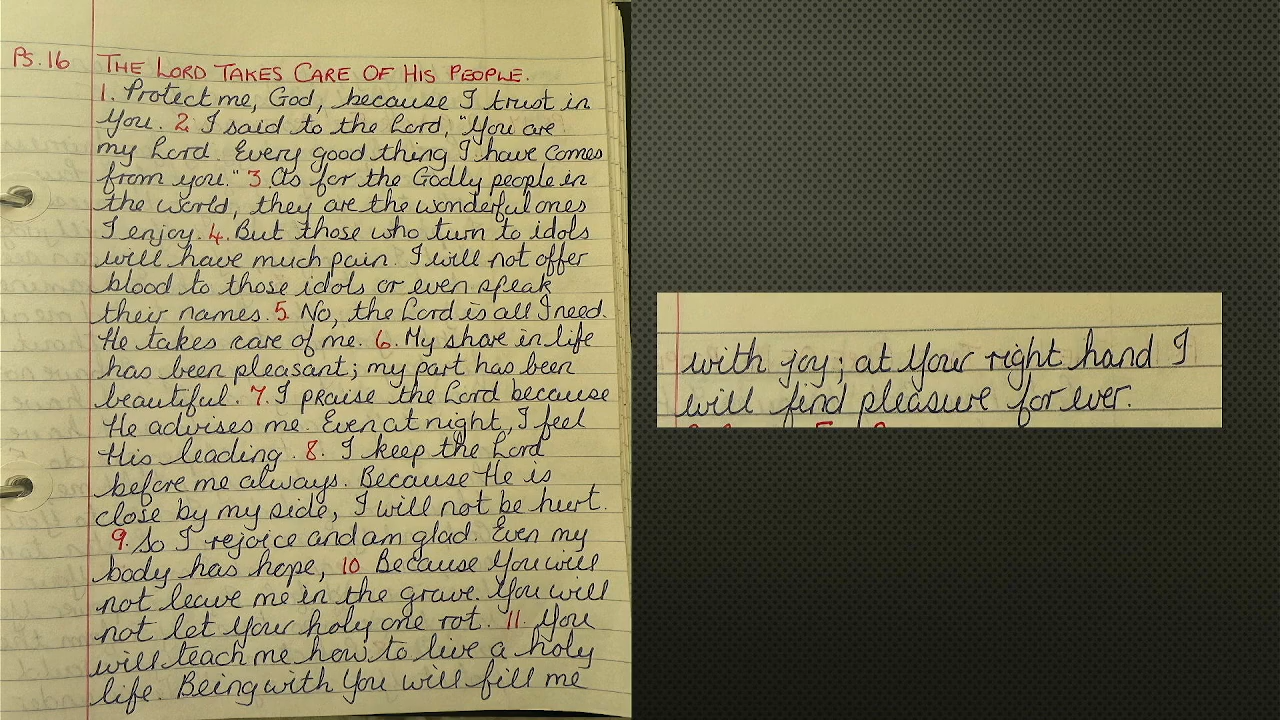 Ps. 16 THE LORD TAKES CARE OF HIS PEOPLE.
1. Protect me, God, because I trust in
You. 2 I said to the Lord, "You are
my Lord. Every good thing I have comes
from you." 3 As for the Godly people in
the world, they are the wonderful ones
I enjoy. 4. But those who turn to idols
will have much pain. I will not offer
blood to those idols or even speak
their names. 5. No, the Lord is all I need.
He takes care of me. 6. My share in life
has been pleasant; my part has been
beautiful. 7. I praise the Lord because
He advises me. Even at night, I feel
His leading. 8. I keep the Lord
before me always. Because He is
close by my side, I will not be hurt.
9. So I rejoice and am glad. Even my
body has hope, 10 Because You will
not leave me in the grave. You will
not let Your holy one rot. 11. You
will teach me how to live a holy
life. Being with You will fill me
with joy; at Your right hand I
will find pleasure for ever.